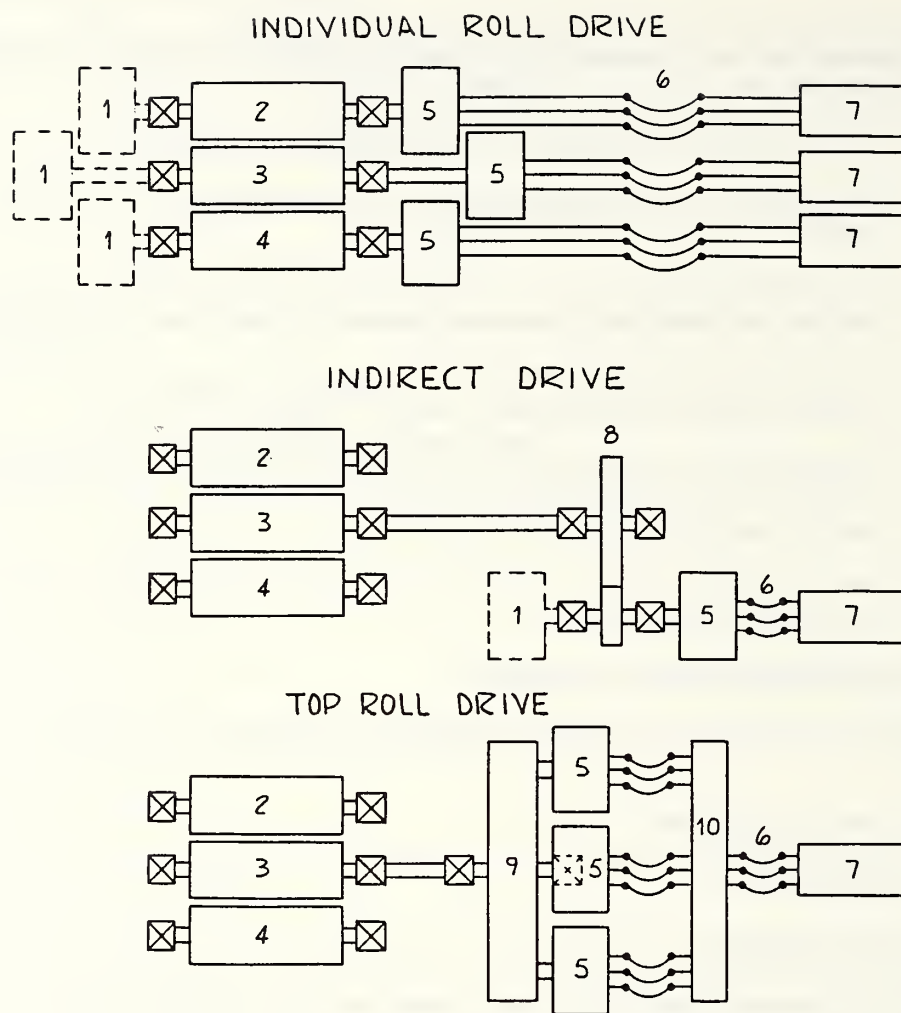 INDIVIDUAL ROLL DRIVE
6
1 2 5 7
1 3 5 7
1 4 5 7
INDIRECT DRIVE
8
2
3
6
4
1 5 7
TOP ROLL DRIVE
5
2
10 6
3 9 5 7
4
5